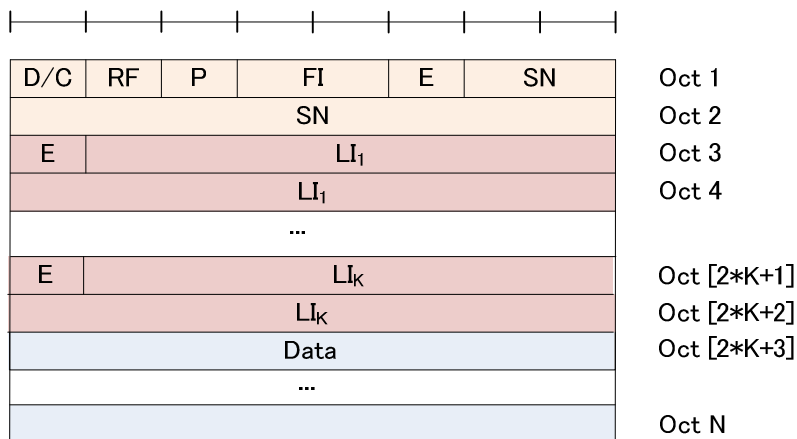 D/C RF P FI E SN Oct 1
SN Oct 2
E LI₁ Oct 3
LI₁ Oct 4
...
E LIK Oct [2*K+1]
LIK Oct [2*K+2]
Data Oct [2*K+3]
...
Oct N